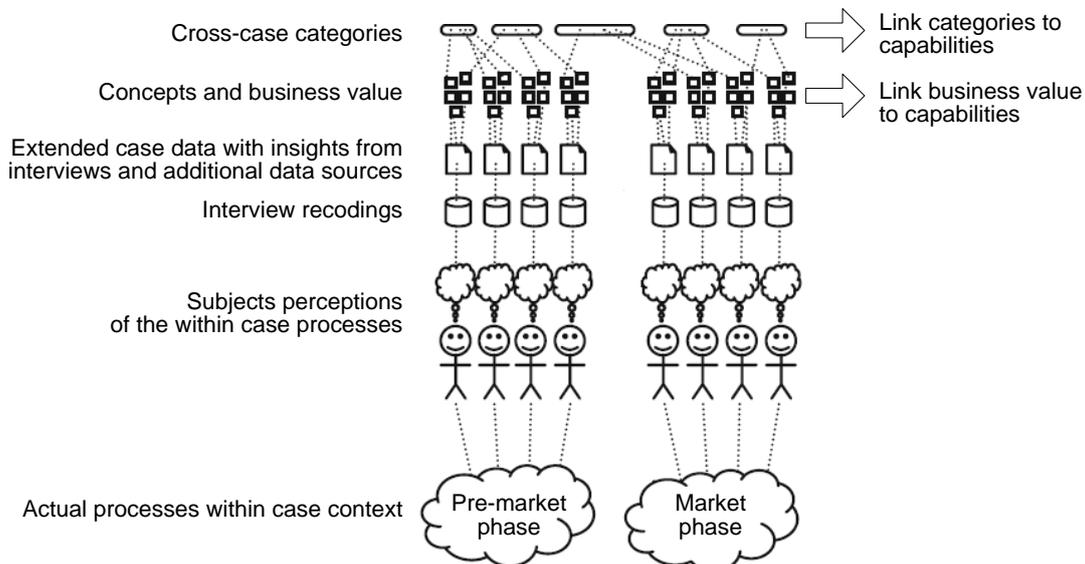 Cross-case categories
Link categories to
capabilities
Concepts and business value
Link business value
to capabilities
Extended case data with insights from
interviews and additional data sources
Interview recodings
Subjects perceptions
of the within case processes
Actual processes within case context
Pre-market
phase
Market
phase